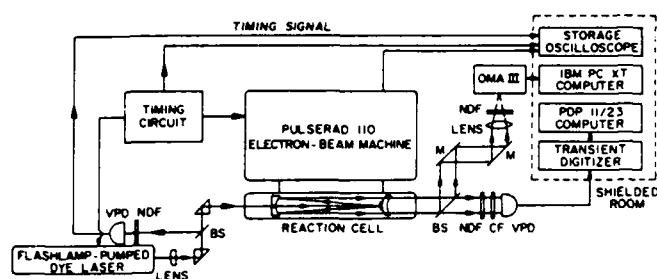 TIMING SIGNAL
STORAGE
OSCILLOSCOPE
OMA III
IBM PC XT
COMPUTER
TIMING
CIRCUIT
PULSERAD 110
ELECTRON-BEAM MACHINE
NDF
LENS
PDP 11/23
COMPUTER
M
M
TRANSIENT
DIGITIZER
SHIELDED
ROOM
VPD
NDF
BS
REACTION CELL
BS
NDF
CF
VPD
FLASHLAMP-PUMPED
DYE LASER
LENS